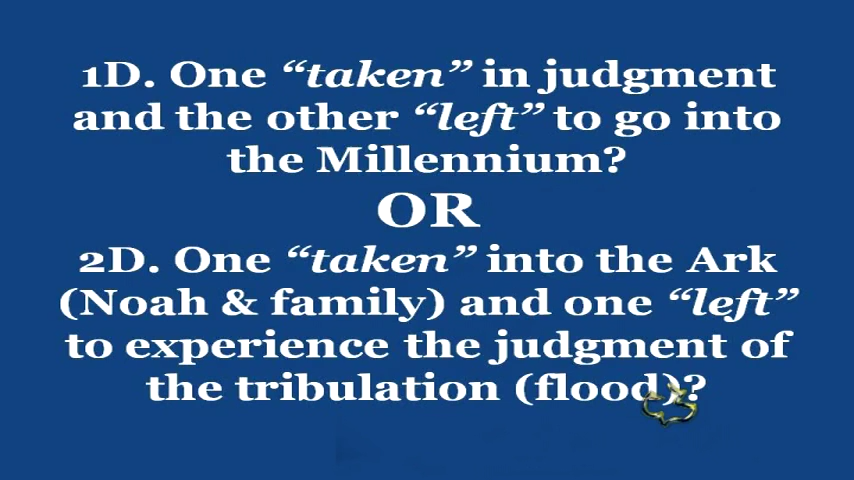 1D. One “taken” in judgment
and the other “left” to go into
the Millennium?
OR
2D. One “taken” into the Ark
(Noah & family) and one “left”
to experience the judgment of
the tribulation (flood)?